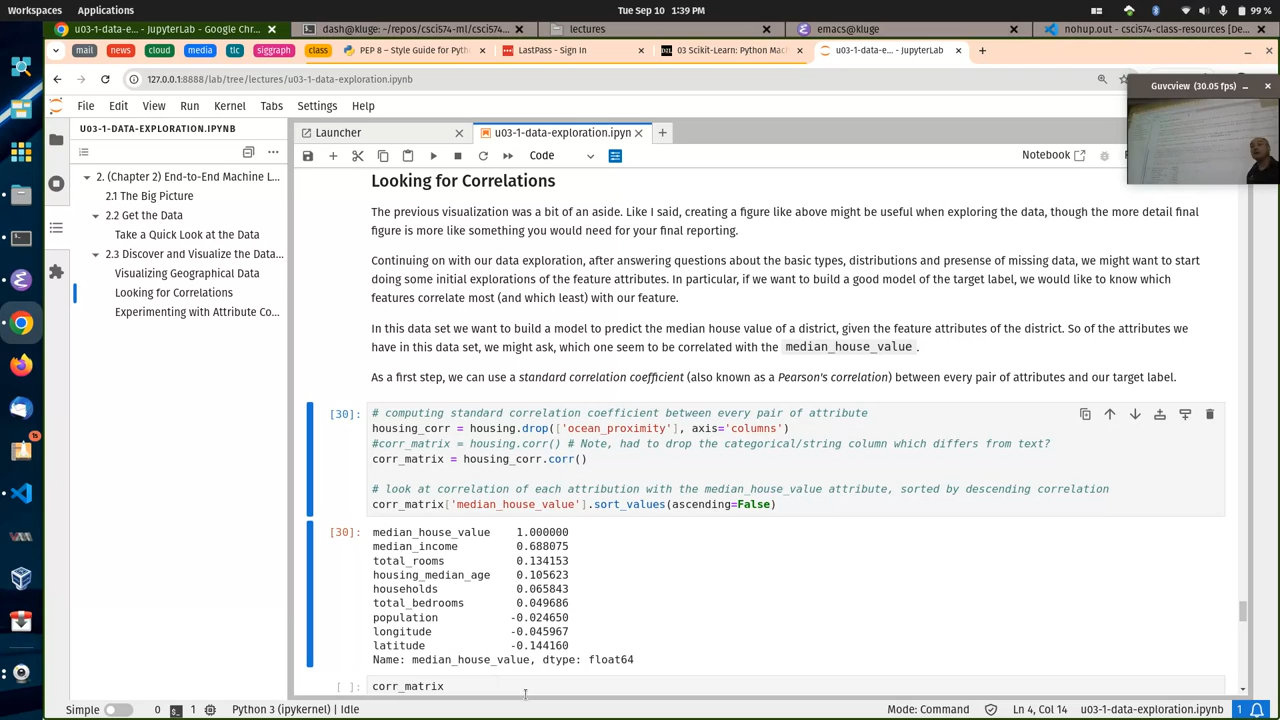 Activities
Applications
Tue Sep 10 1:39 PM
99 %
u03-1-data-exploration.i… - JupyterLab - Google Chr…
dash@kluge: ~/repos/csci574-ml/csci574…
lectures
emacs@kluge
nohup.out - csci574-class-resources [De…
mail
news
cloud
media
tlc
siggraph
class
PEP 8 – Style Guide for Pyth
LastPass - Sign In
03 Scikit-Learn: Python Ma
u03-1-dat… - JupyterLab
127.0.0.1:8888/lab/tree/lectures/u03-1-data-exploration.ipynb
Guvcview (30.05 fps)
File Edit View Run Kernel Tabs Settings Help
U03-1-DATA-EXPLORATION.IPYNB
Launcher
u03-1-data-exploration.ipyn
Code
Notebook
2. (Chapter 2) End-to-End Machine L…
2.1 The Big Picture
2.2 Get the Data
Take a Quick Look at the Data
2.3 Discover and Visualize the Data…
Visualizing Geographical Data
Looking for Correlations
Experimenting with Attribute Co…
Looking for Correlations
The previous visualization was a bit of an aside. Like I said, creating a figure like above might be useful when exploring the data, though the more detail final
figure is more like something you would need for your final reporting.
Continuing on with our data exploration, after answering questions about the basic types, distributions and presense of missing data, we might want to start
doing some initial explorations of the feature attributes. In particular, if we want to build a good model of the target label, we would like to know which
features correlate most (and which least) with our feature.
In this data set we want to build a model to predict the median house value of a district, given the feature attributes of the district. So of the attributes we
have in this data set, we might ask, which one seem to be correlated with the median_house_value .
As a first step, we can use a standard correlation coefficient (also known as a Pearson's correlation) between every pair of attributes and our target label.
[30]: # computing standard correlation coefficient between every pair of attribute
housing_corr = housing.drop(['ocean_proximity'], axis='columns')
#corr_matrix = housing.corr() # Note, had to drop the categorical/string column which differs from text?
corr_matrix = housing_corr.corr()
# look at correlation of each attribution with the median_house_value attribute, sorted by descending correlation
corr_matrix['median_house_value'].sort_values(ascending=False)
[30]: median_house_value 1.000000
median_income 0.688075
total_rooms 0.134153
housing_median_age 0.105623
households 0.065843
total_bedrooms 0.049686
population -0.024650
longitude -0.045967
latitude -0.144160
Name: median_house_value, dtype: float64
[ ]: corr_matrix
Simple 0 1 Python 3 (ipykernel) | Idle
Mode: Command Ln 4, Col 14 u03-1-data-exploration.ipynb 1